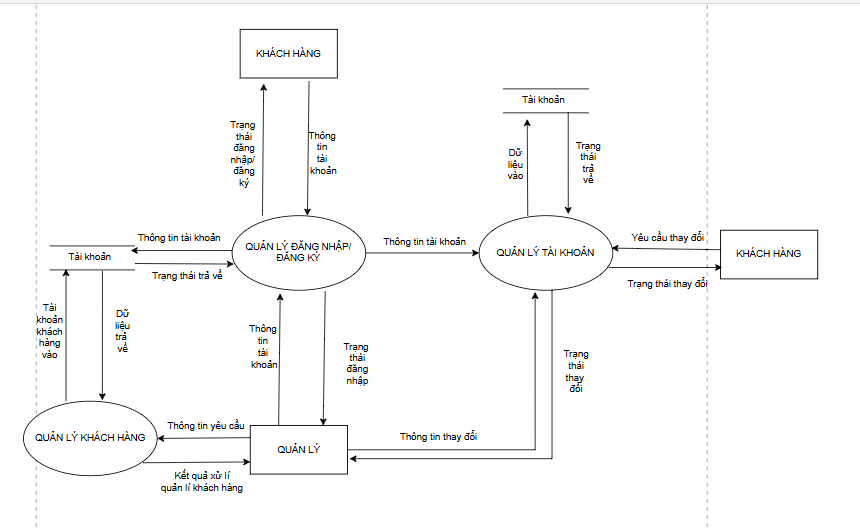 KHÁCH HÀNG
Trạng
thái
đăng
nhập/
đăng
ký
Thông
tin
tài
khoản
Tài khoản
Dữ
liệu
vào
Trạng
thái
trả
về
Thông tin tài khoản
Tài khoản
Trạng thái trả về
QUẢN LÝ ĐĂNG NHẬP/
ĐĂNG KÝ
Thông tin tài khoản
QUẢN LÝ TÀI KHOẢN
Yêu cầu thay đổi
KHÁCH HÀNG
Trạng thái thay đổi
Tài
khoản
khách
hàng
vào
Dữ
liệu
trả
về
Thông
tin
tài
khoản
Trạng
thái
đăng
nhập
Trạng
thái
thay
đổi
QUẢN LÝ KHÁCH HÀNG
Thông tin yêu cầu
QUẢN LÝ
Thông tin thay đổi
Kết quả xử lí
quản lí khách hàng